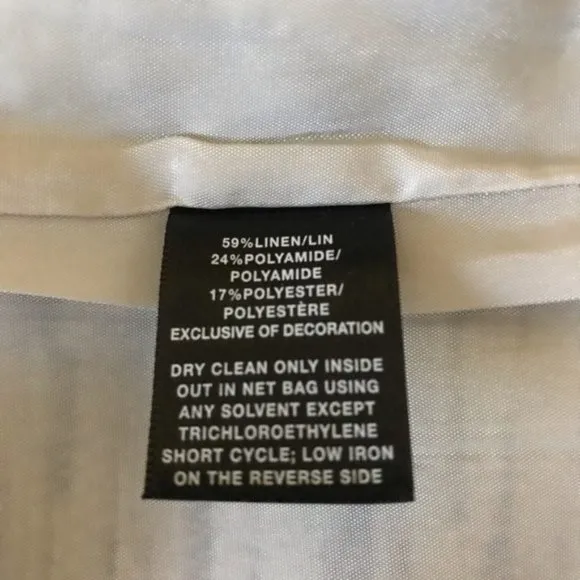 59%LINEN/LIN
24%POLYAMIDE/
POLYAMIDE
17%POLYESTER/
POLYESTÈRE
EXCLUSIVE OF DECORATION
DRY CLEAN ONLY INSIDE
OUT IN NET BAG USING
ANY SOLVENT EXCEPT
TRICHLOROETHYLENE
SHORT CYCLE; LOW IRON
ON THE REVERSE SIDE